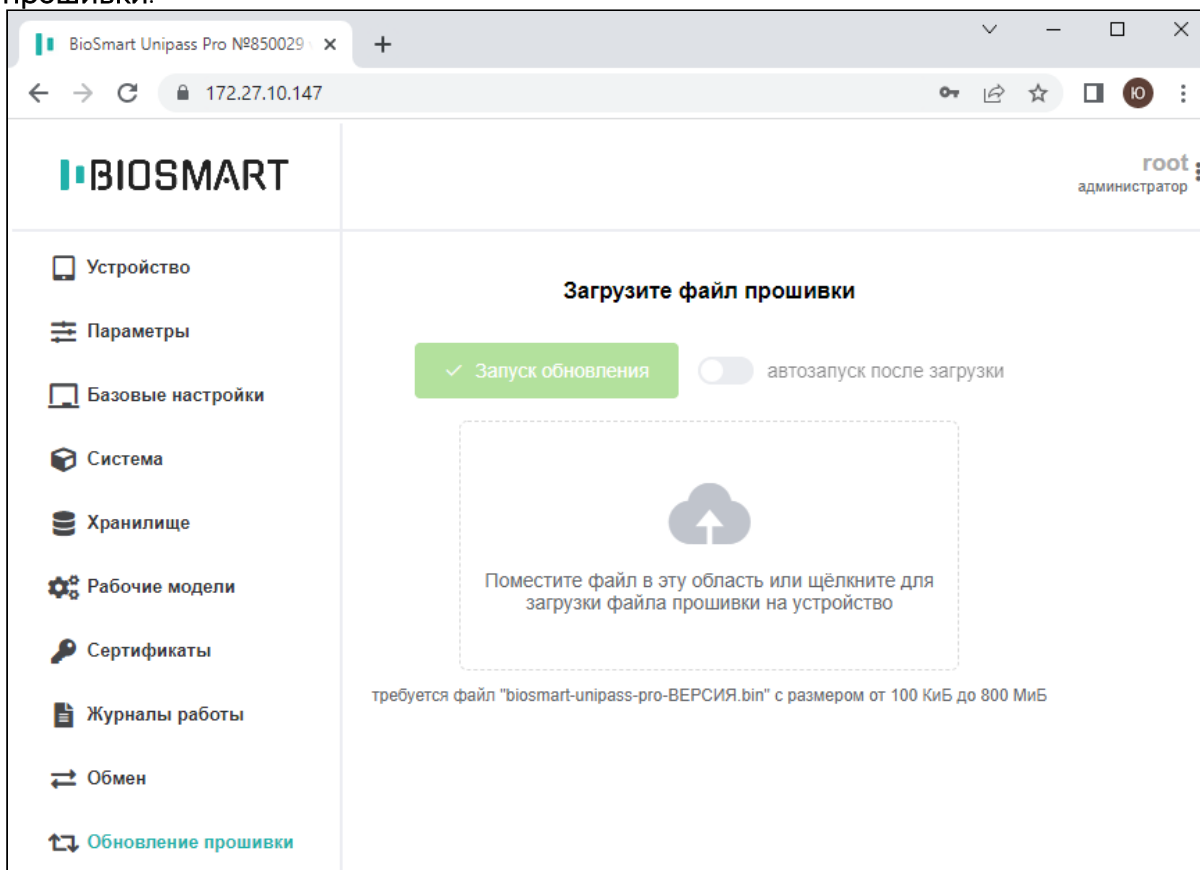 прошивки.
BioSmart Unipass Pro №850029
172.27.10.147
Ю
BIOSMART
root
администратор
Устройство
Параметры
Базовые настройки
Система
Хранилище
Рабочие модели
Сертификаты
Журналы работы
Обмен
Обновление прошивки
Загрузите файл прошивки
Запуск обновления
автозапуск после загрузки
Поместите файл в эту область или щёлкните для
загрузки файла прошивки на устройство
требуется файл "biosmart-unipass-pro-ВЕРСИЯ.bin" с размером от 100 КиБ до 800 МиБ